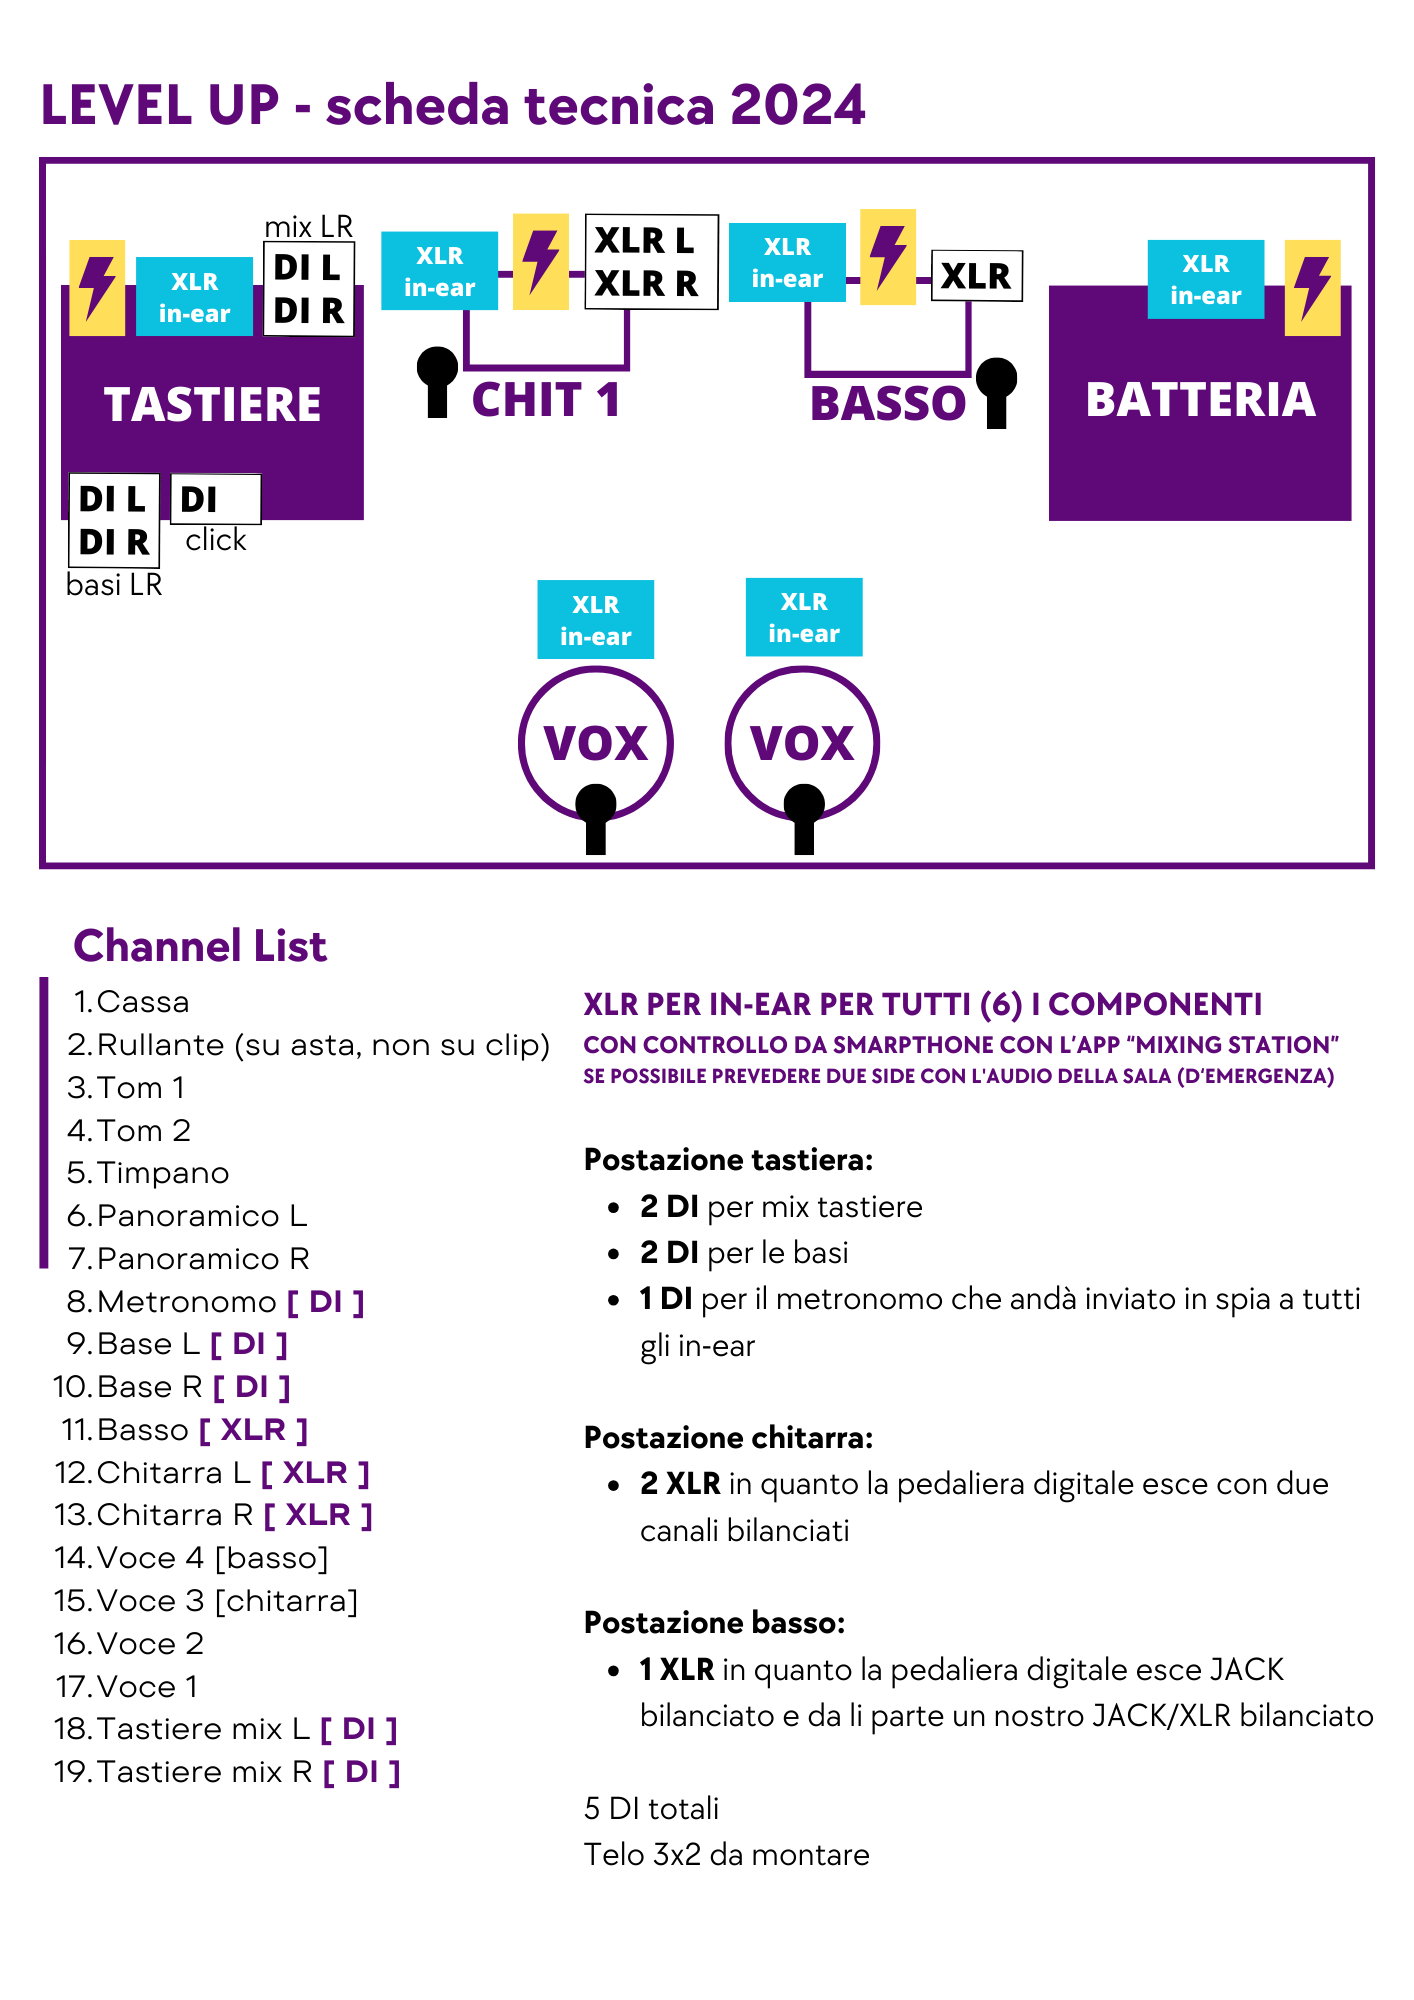 LEVEL UP - scheda tecnica 2024
mix LR
XLR
in-ear
DI L
DI R
TASTIERE
DI L
DI R
basi LR
DI
click
XLR
in-ear
XLR L
XLR R
CHIT 1
XLR
in-ear
XLR
BASSO
XLR
in-ear
BATTERIA
XLR
in-ear
VOX
XLR
in-ear
VOX
Channel List
1.Cassa
2.Rullante (su asta, non su clip)
3.Tom 1
4.Tom 2
5.Timpano
6.Panoramico L
7.Panoramico R
8.Metronomo [ DI ]
9.Base L [ DI ]
10.Base R [ DI ]
11.Basso [ XLR ]
12.Chitarra L [ XLR ]
13.Chitarra R [ XLR ]
14.Voce 4 [basso]
15.Voce 3 [chitarra]
16.Voce 2
17.Voce 1
18.Tastiere mix L [ DI ]
19.Tastiere mix R [ DI ]
XLR PER IN-EAR PER TUTTI (6) I COMPONENTI
CON CONTROLLO DA SMARPTHONE CON L'APP "MIXING STATION"
SE POSSIBILE PREVEDERE DUE SIDE CON L'AUDIO DELLA SALA (D'EMERGENZA)
Postazione tastiera:
• 2 DI per mix tastiere
• 2 DI per le basi
• 1 DI per il metronomo che andà inviato in spia a tutti
gli in-ear
Postazione chitarra:
• 2 XLR in quanto la pedaliera digitale esce con due
canali bilanciati
Postazione basso:
• 1 XLR in quanto la pedaliera digitale esce JACK
bilanciato e da li parte un nostro JACK/XLR bilanciato
5 DI totali
Telo 3x2 da montare